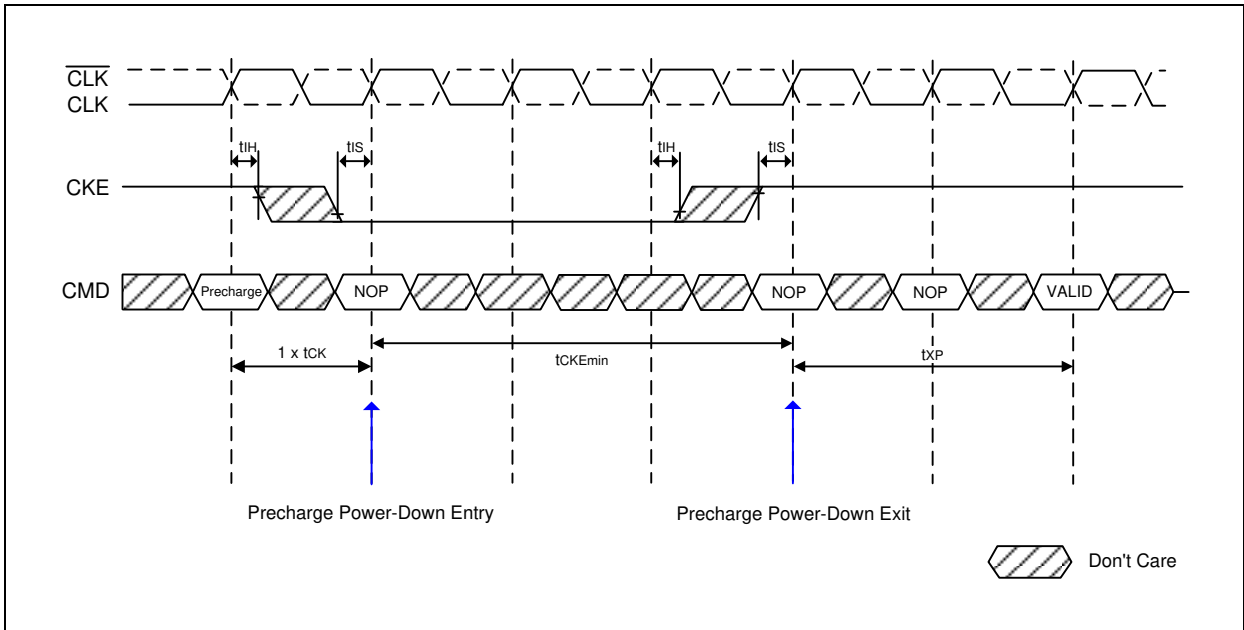 CLK
CLK
tIH
tIS
tIH
tIS
CKE
CMD
Precharge
NOP
NOP
NOP
VALID
1 x tCK
tCKEmin
tXP
Precharge Power-Down Entry
Precharge Power-Down Exit
Don't Care